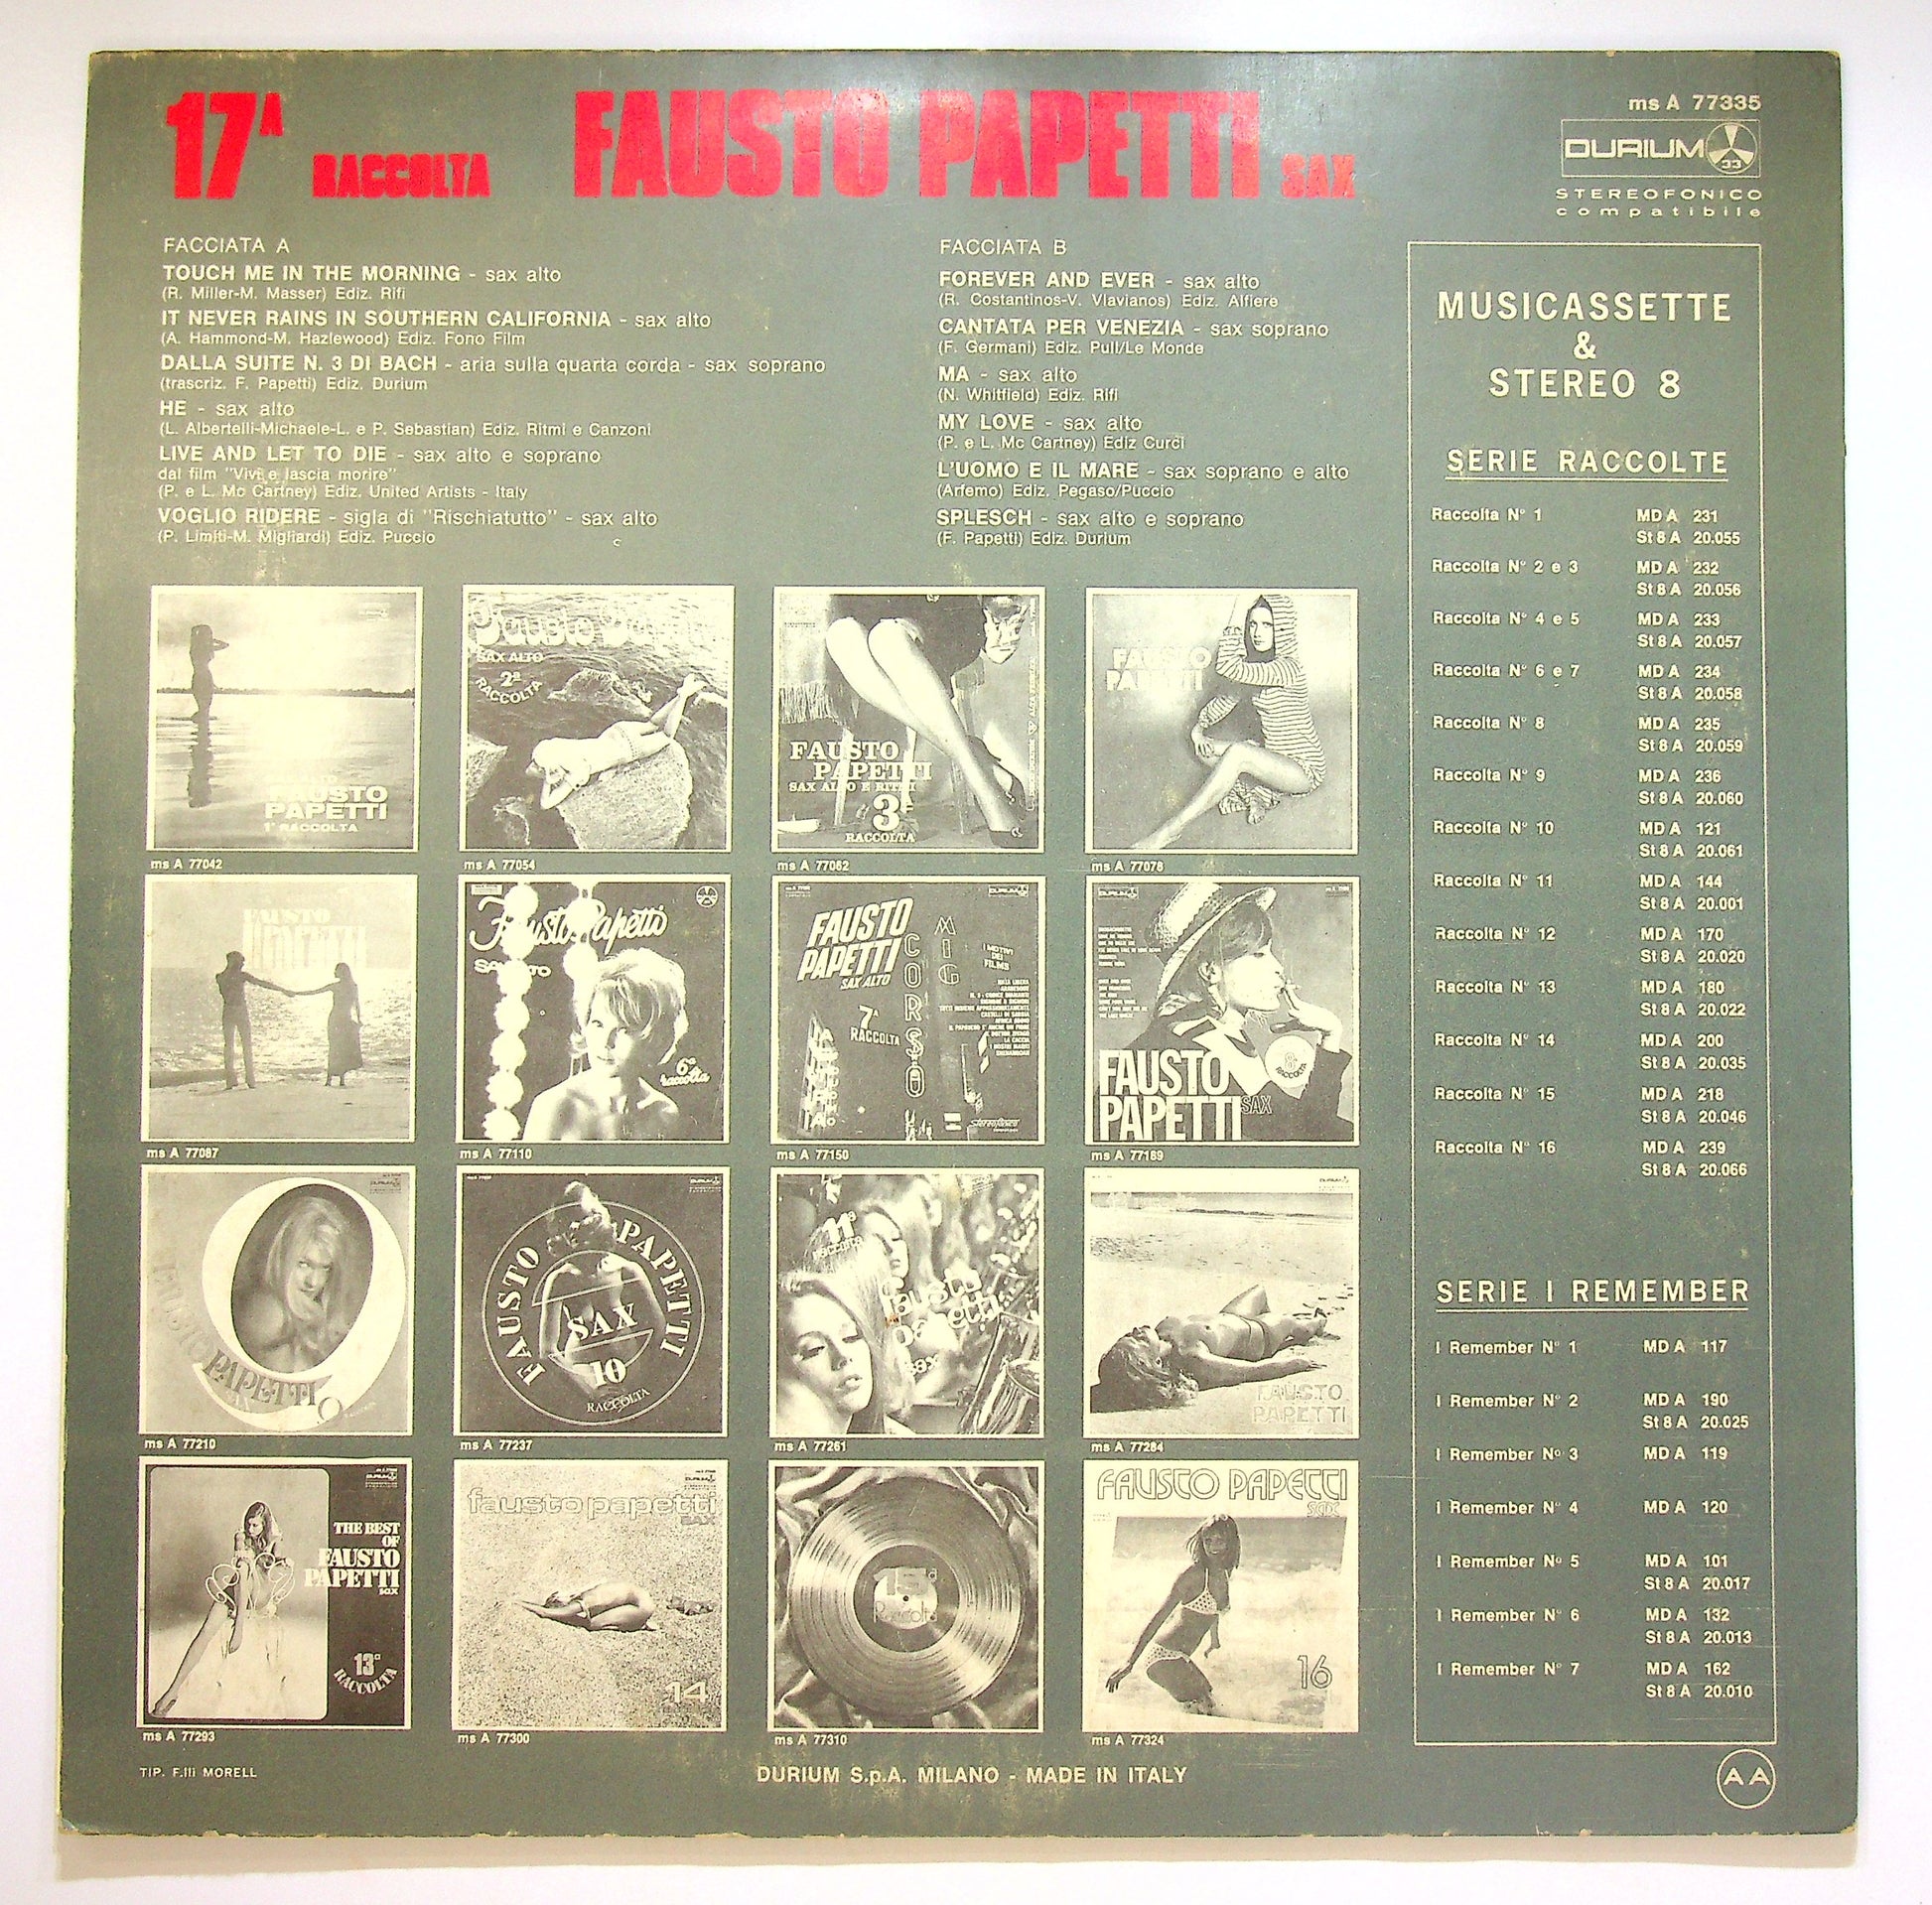 17A RACCOLTA FAUSTO PAPETTI SAX
ms A 77335
DURIUM 33
STEREOFONICO
compatibile
FACCIATA A
TOUCH ME IN THE MORNING - sax alto
(R. Miller-M. Masser) Ediz. Rifi
IT NEVER RAINS IN SOUTHERN CALIFORNIA - sax alto
(A. Hammond-M. Hazlewood) Ediz. Fono Film
DALLA SUITE N. 3 DI BACH - aria sulla quarta corda - sax soprano
(trascriz. F. Papetti) Ediz. Durium
HE - sax alto
(L. Albertelli-Michaele-L. e P. Sebastian) Ediz. Ritmi e Canzoni
LIVE AND LET TO DIE - sax alto e soprano
dal film "Vivi e lascia morire"
(P. e L. Mc Cartney) Ediz. United Artists - Italy
VOGLIO RIDERE - sigla di "Rischiatutto" - sax alto
(P. Limiti-M. Migliardi) Ediz. Puccio
FACCIATA B
FOREVER AND EVER - sax alto
(R. Costantinos-V. Vlavianos) Ediz. Alfiere
CANTATA PER VENEZIA - sax soprano
(F. Germani) Ediz. Pull/Le Monde
MA - sax alto
(N. Whitfield) Ediz. Rifi
MY LOVE - sax alto
(P. e L. Mc Cartney) Ediz Curci
L'UOMO E IL MARE - sax soprano e alto
(Arfemo) Ediz. Pegaso/Puccio
SPLESCH - sax alto e soprano
(F. Papetti) Ediz. Durium
FAUSTO
PAPETTI
1ª RACCOLTA
ms A 77042
Fausto
SAX ALTO
2ª
RACCOLTA
ms A 77054
FAUSTO
PAPETTI
SAX ALTO E RITMI
3ª
RACCOLTA
ms A 77062
FAUSTO
PAPETTI
ms A 77078
FAUSTO
PAPETTI
ms A 77087
Fausto Papetti
SAX ALTO
6ª
raccolta
ms A 77110
DURIUM
FAUSTO
PAPETTI
SAX ALTO
7ª
RACCOLTA
CORSO
MIG
I MOTIVI
DEI
FILMS
stereofonico
ms A 77150
DURIUM
FAUSTO
PAPETTI SAX
8
RACCOLTA
ms A 77189
FAUSTO PAPETTI
ms A 77210
FAUSTO PAPETTI
SAX
10
RACCOLTA
ms A 77237
11ª
raccolta
fausto
papetti
sax
ms A 77261
FAUSTO
PAPETTI
ms A 77284
THE BEST
OF
FAUSTO
PAPETTI
sax
13ª
RACCOLTA
ms A 77293
fausto papetti
SAX
14
ms A 77300
15ª
Raccolta
ms A 77310
FAUSTO PAPETTI
SAX
16
ms A 77324
MUSICASSETTE
&
STEREO 8
SERIE RACCOLTE
Raccolta N° 1 MD A 231
St 8 A 20.055
Raccolta N° 2 e 3 MD A 232
St 8 A 20.056
Raccolta N° 4 e 5 MD A 233
St 8 A 20.057
Raccolta N° 6 e 7 MD A 234
St 8 A 20.058
Raccolta N° 8 MD A 235
St 8 A 20.059
Raccolta N° 9 MD A 236
St 8 A 20.060
Raccolta N° 10 MD A 121
St 8 A 20.061
Raccolta N° 11 MD A 144
St 8 A 20.001
Raccolta N° 12 MD A 170
St 8 A 20.020
Raccolta N° 13 MD A 180
St 8 A 20.022
Raccolta N° 14 MD A 200
St 8 A 20.035
Raccolta N° 15 MD A 218
St 8 A 20.046
Raccolta N° 16 MD A 239
St 8 A 20.066
SERIE I REMEMBER
I Remember N° 1 MD A 117
I Remember N° 2 MD A 190
St 8 A 20.025
I Remember N° 3 MD A 119
I Remember N° 4 MD A 120
I Remember N° 5 MD A 101
St 8 A 20.017
I Remember N° 6 MD A 132
St 8 A 20.013
I Remember N° 7 MD A 162
St 8 A 20.010
TIP. F.lli MORELL
DURIUM S.p.A. MILANO - MADE IN ITALY
AA